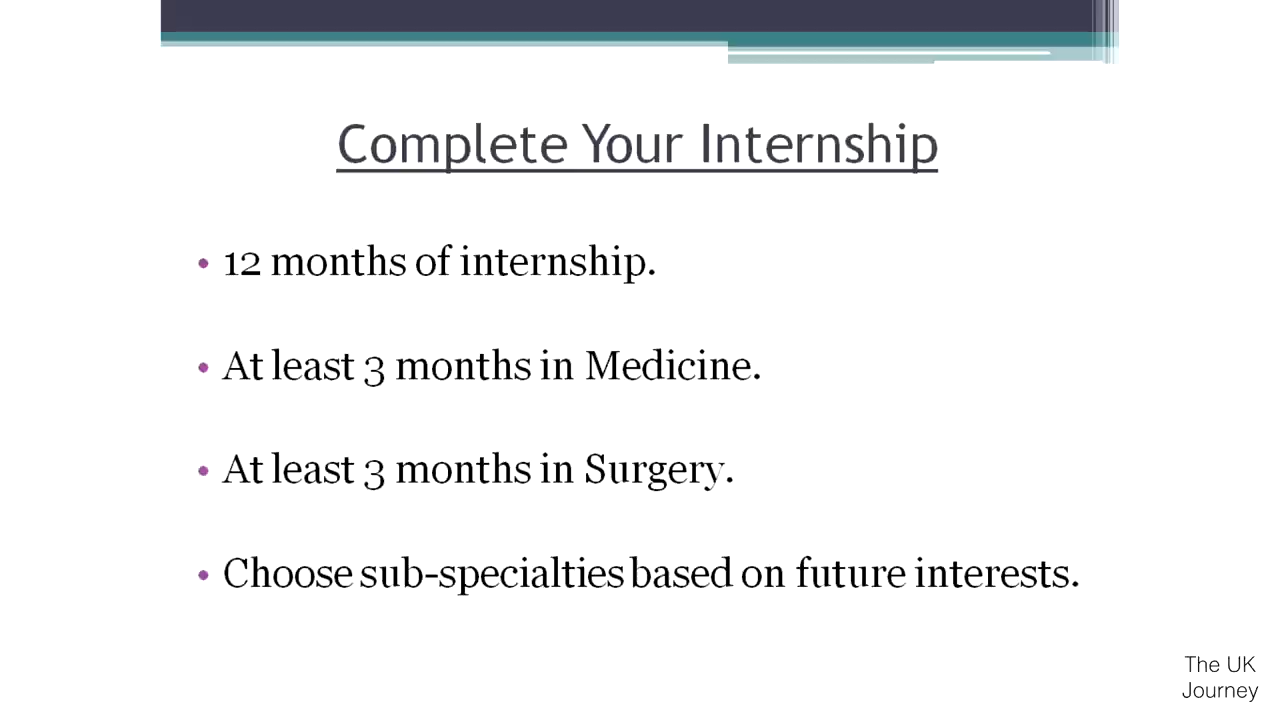 Complete Your Internship
• 12 months of internship.
• At least 3 months in Medicine.
• At least 3 months in Surgery.
• Choose sub-specialties based on future interests.
The UK
Journey